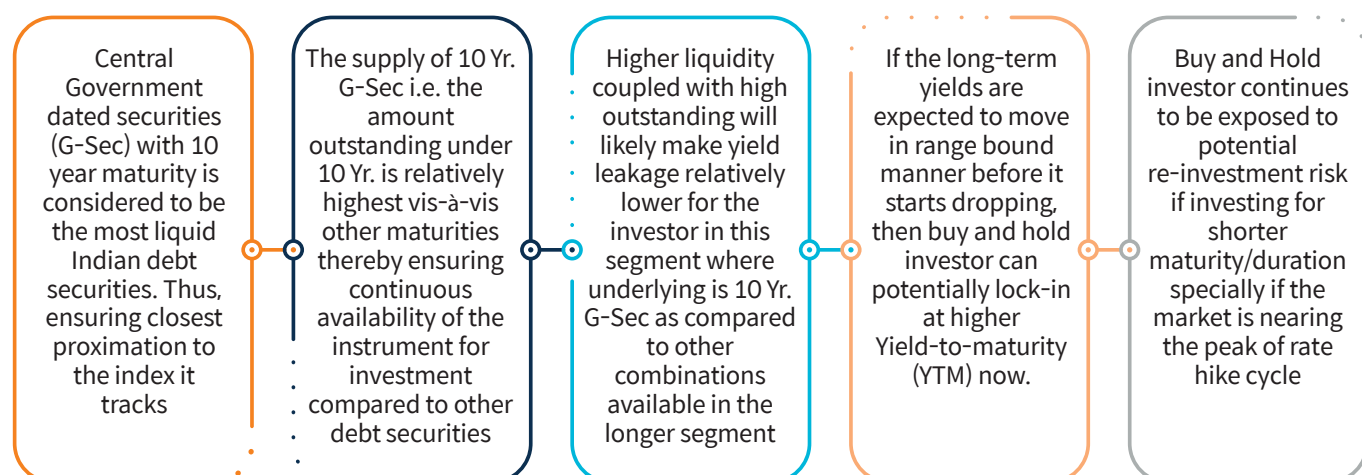 Central
Government
dated securities
(G-Sec) with 10
year maturity is
considered to be
the most liquid
Indian debt
securities. Thus,
ensuring closest
proximation to
the index it
tracks
The supply of 10 Yr.
G-Sec i.e. the
amount
outstanding under
10 Yr. is relatively
highest vis-à-vis
other maturities
thereby ensuring
continuous
availability of the
instrument for
investment
compared to other
debt securities
Higher liquidity
coupled with high
outstanding will
likely make yield
leakage relatively
lower for the
investor in this
segment where
underlying is 10 Yr.
G-Sec as compared
to other
combinations
available in the
longer segment
If the long-term
yields are
expected to move
in range bound
manner before it
starts dropping,
then buy and hold
investor can
potentially lock-in
at higher
Yield-to-maturity
(YTM) now.
Buy and Hold
investor continues
to be exposed to
potential
re-investment risk
if investing for
shorter
maturity/duration
specially if the
market is nearing
the peak of rate
hike cycle